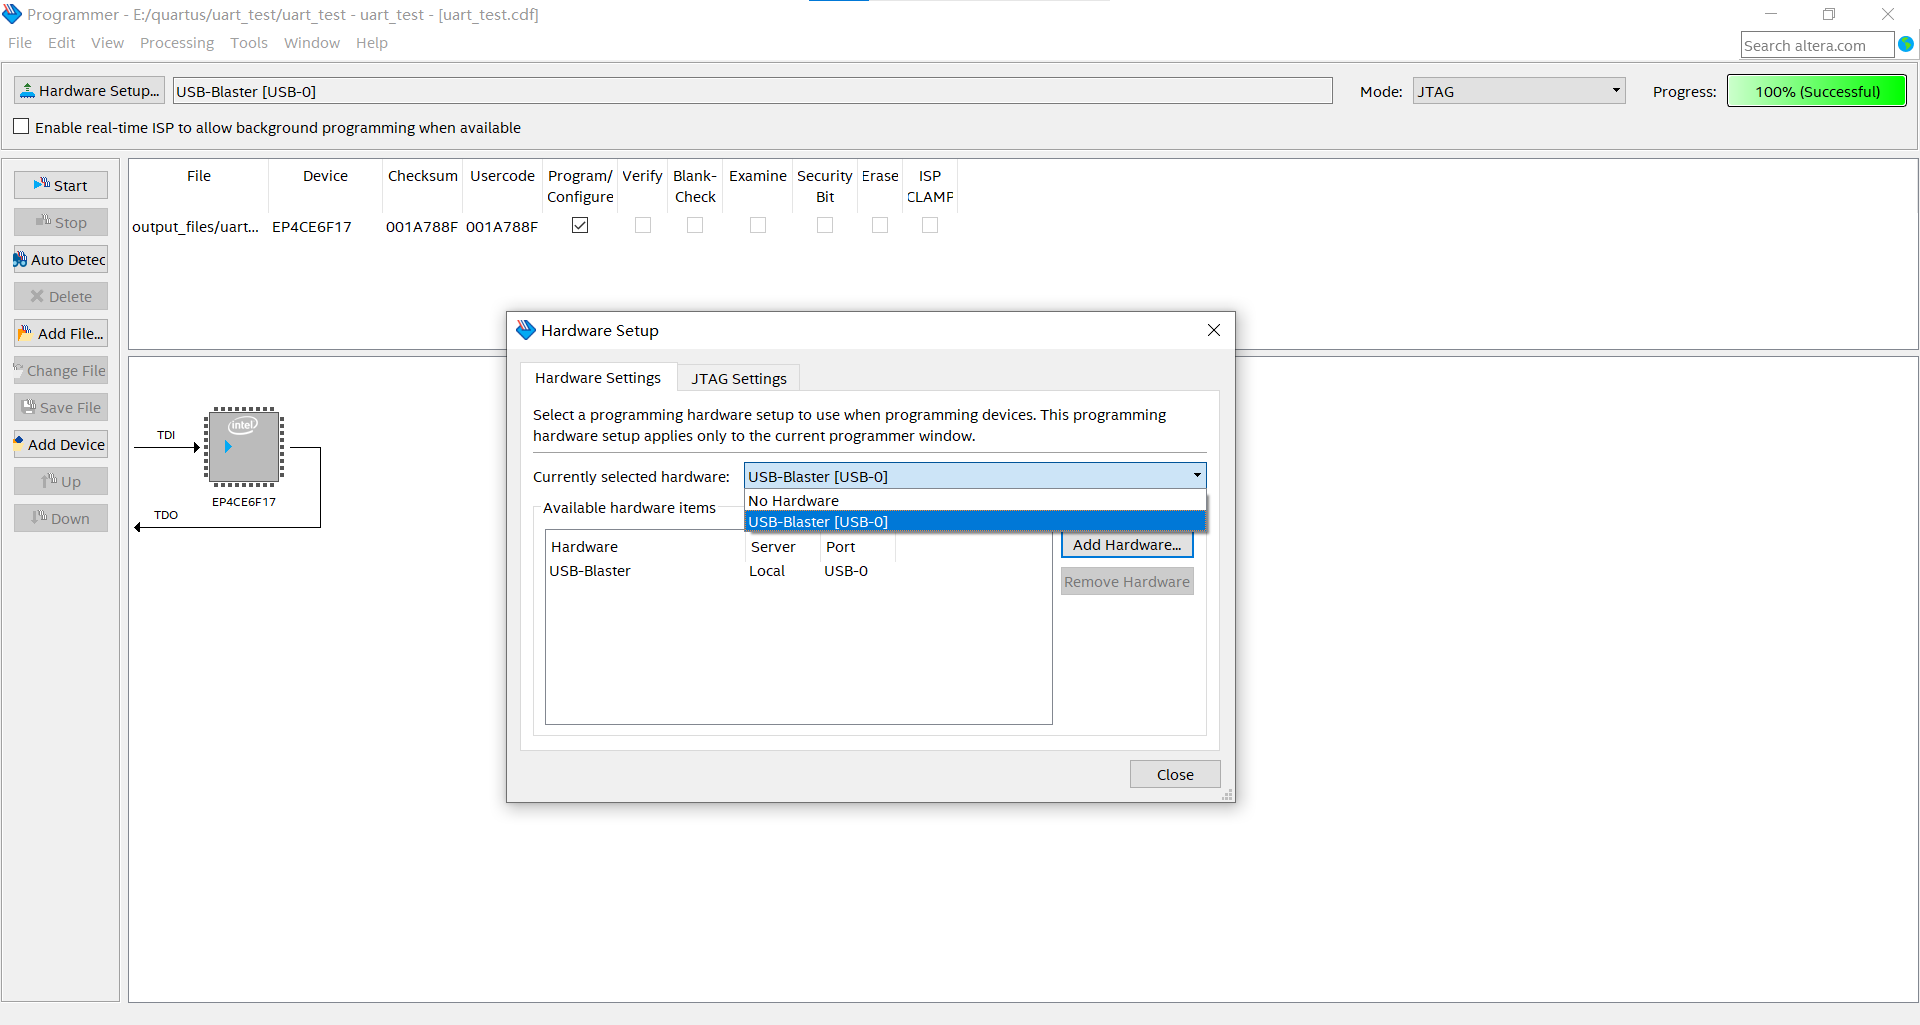 Programmer - E:/quartus/uart_test/uart_test - uart_test - [uart_test.cdf]
File Edit View Processing Tools Window Help
Search altera.com
Hardware Setup... USB-Blaster [USB-0] Mode: JTAG Progress: 100% (Successful)
Enable real-time ISP to allow background programming when available
Start
Stop
Auto Detec
Delete
Add File...
Change File
Save File
Add Device
Up
Down
File Device Checksum Usercode Program/ Configure Verify Blank- Check Examine Security Bit Erase ISP CLAMP
output_files/uart... EP4CE6F17 001A788F 001A788F
TDI
intel
EP4CE6F17
TDO
Hardware Setup
Hardware Settings JTAG Settings
Select a programming hardware setup to use when programming devices. This programming
hardware setup applies only to the current programmer window.
Currently selected hardware: USB-Blaster [USB-0]
No Hardware
USB-Blaster [USB-0]
Available hardware items
Hardware Server Port
USB-Blaster Local USB-0
Add Hardware...
Remove Hardware
Close